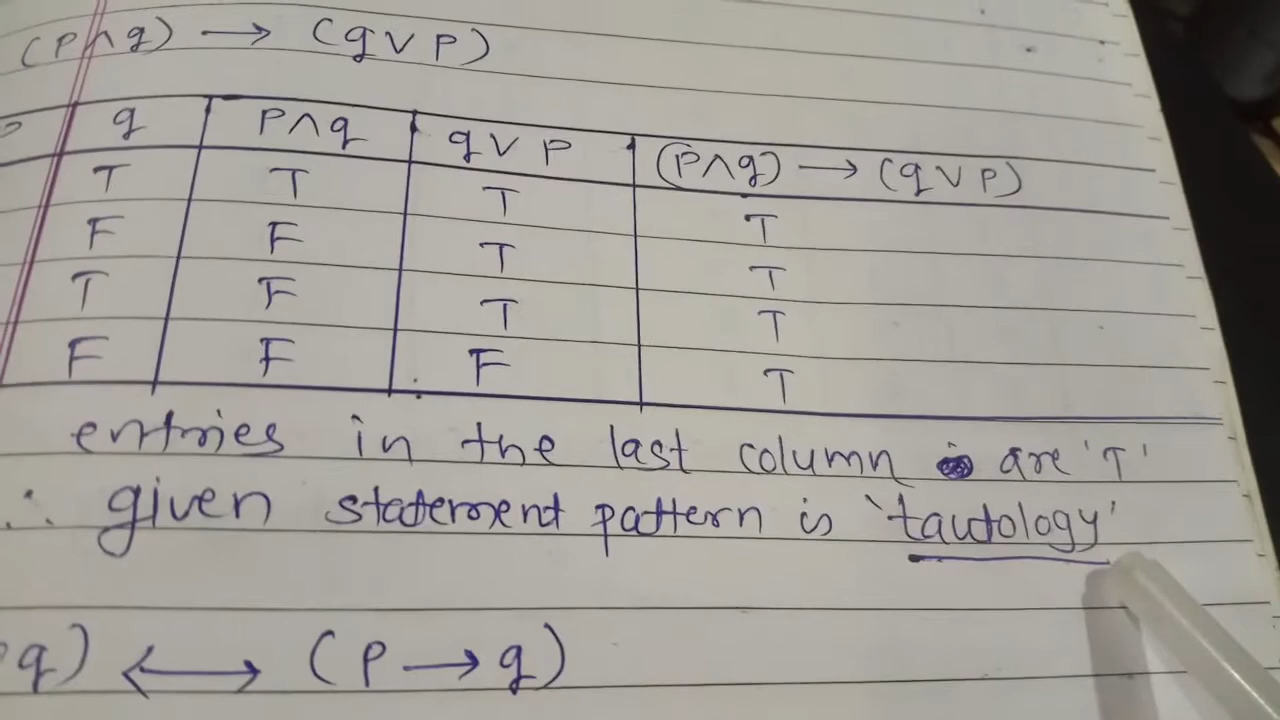 (p∧q) → (q∨p)
q p∧q q∨p (p∧q) → (q∨p)
T T T T
F F T T
T F T T
F F F T
entries in the last column are 'T'
∴ given statement pattern is 'tautology'
q) ↔ (p → q)